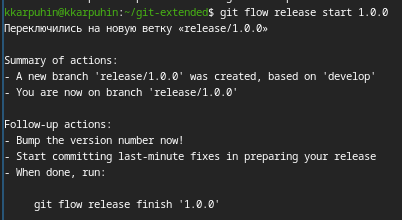 kkarpuhin@kkarpuhin:~/git-extended$ git flow release start 1.0.0
Переключились на новую ветку «release/1.0.0»
Summary of actions:
- A new branch 'release/1.0.0' was created, based on 'develop'
- You are now on branch 'release/1.0.0'
Follow-up actions:
- Bump the version number now!
- Start committing last-minute fixes in preparing your release
- When done, run:
git flow release finish '1.0.0'